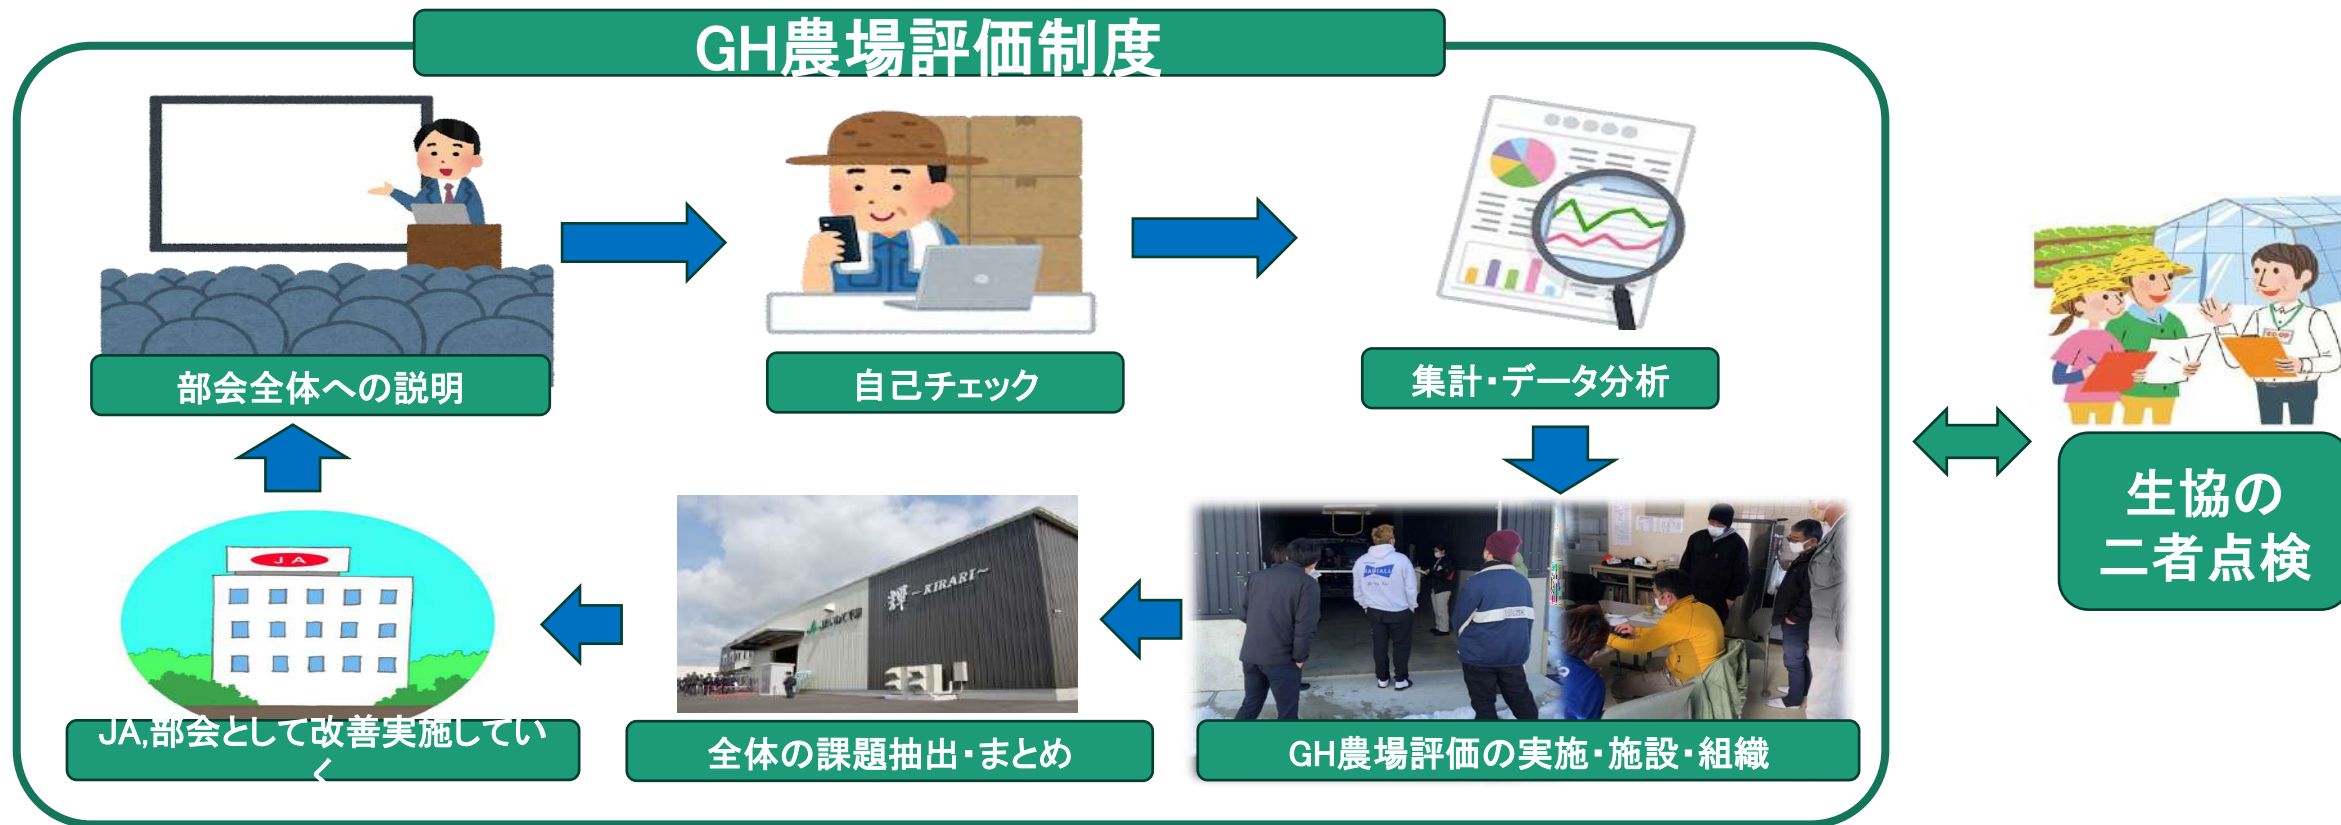 GH農場評価制度
部会全体への説明
自己チェック
集計・データ分析
生協の
二者点検
JA
輝 ～KIRARI～
JA,部会として改善実施してい
く
全体の課題抽出・まとめ
GH農場評価の実施・施設・組織